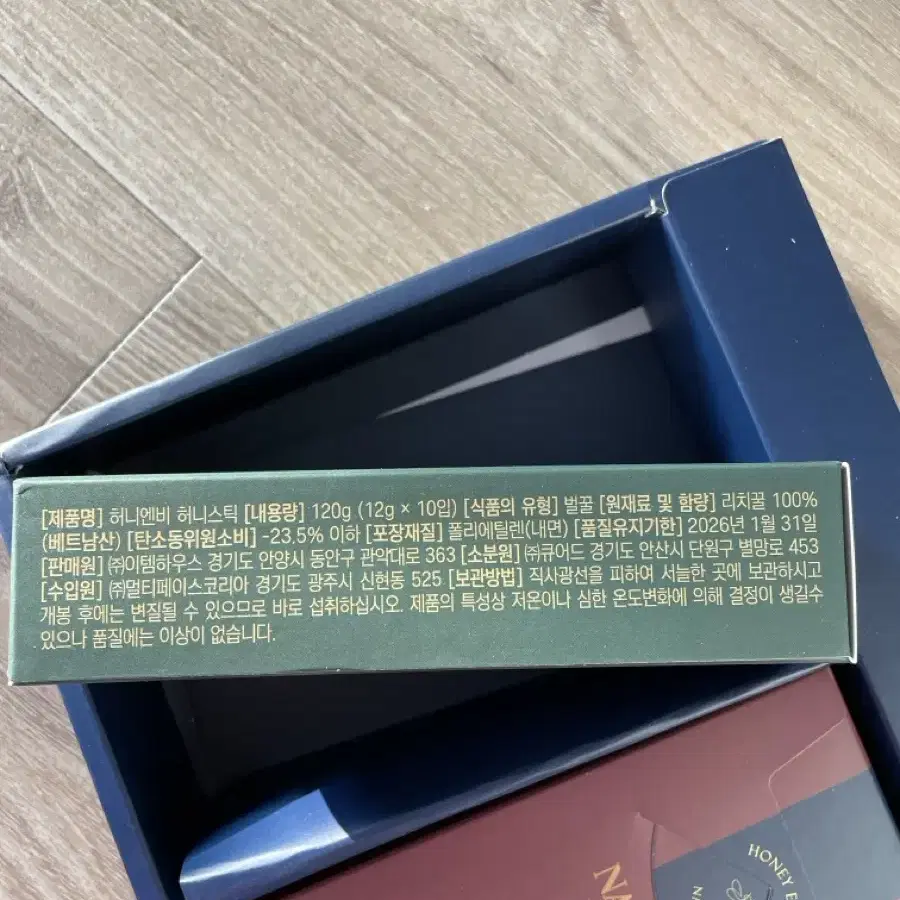 [제품명] 허니엔비 허니스틱 [내용량] 120g (12g × 10입) [식품의 유형] 벌꿀 [원재료 및 함량] 리치꿀 100%
(베트남산) [탄소동위원소비] -23.5% 이하 [포장재질] 폴리에틸렌(내면) [품질유지기한] 2026년 1월 31일
[판매원] ㈜이템하우스 경기도 안양시 동안구 관악대로 363 [소분원] ㈜큐어드 경기도 안산시 단원구 별망로 453
[수입원] ㈜멀티페이스코리아 경기도 광주시 신현동 525 [보관방법] 직사광선을 피하여 서늘한 곳에 보관하시고
개봉 후에는 변질될 수 있으므로 바로 섭취하십시오. 제품의 특성상 저온이나 심한 온도변화에 의해 결정이 생길수
있으나 품질에는 이상이 없습니다.
HONEY